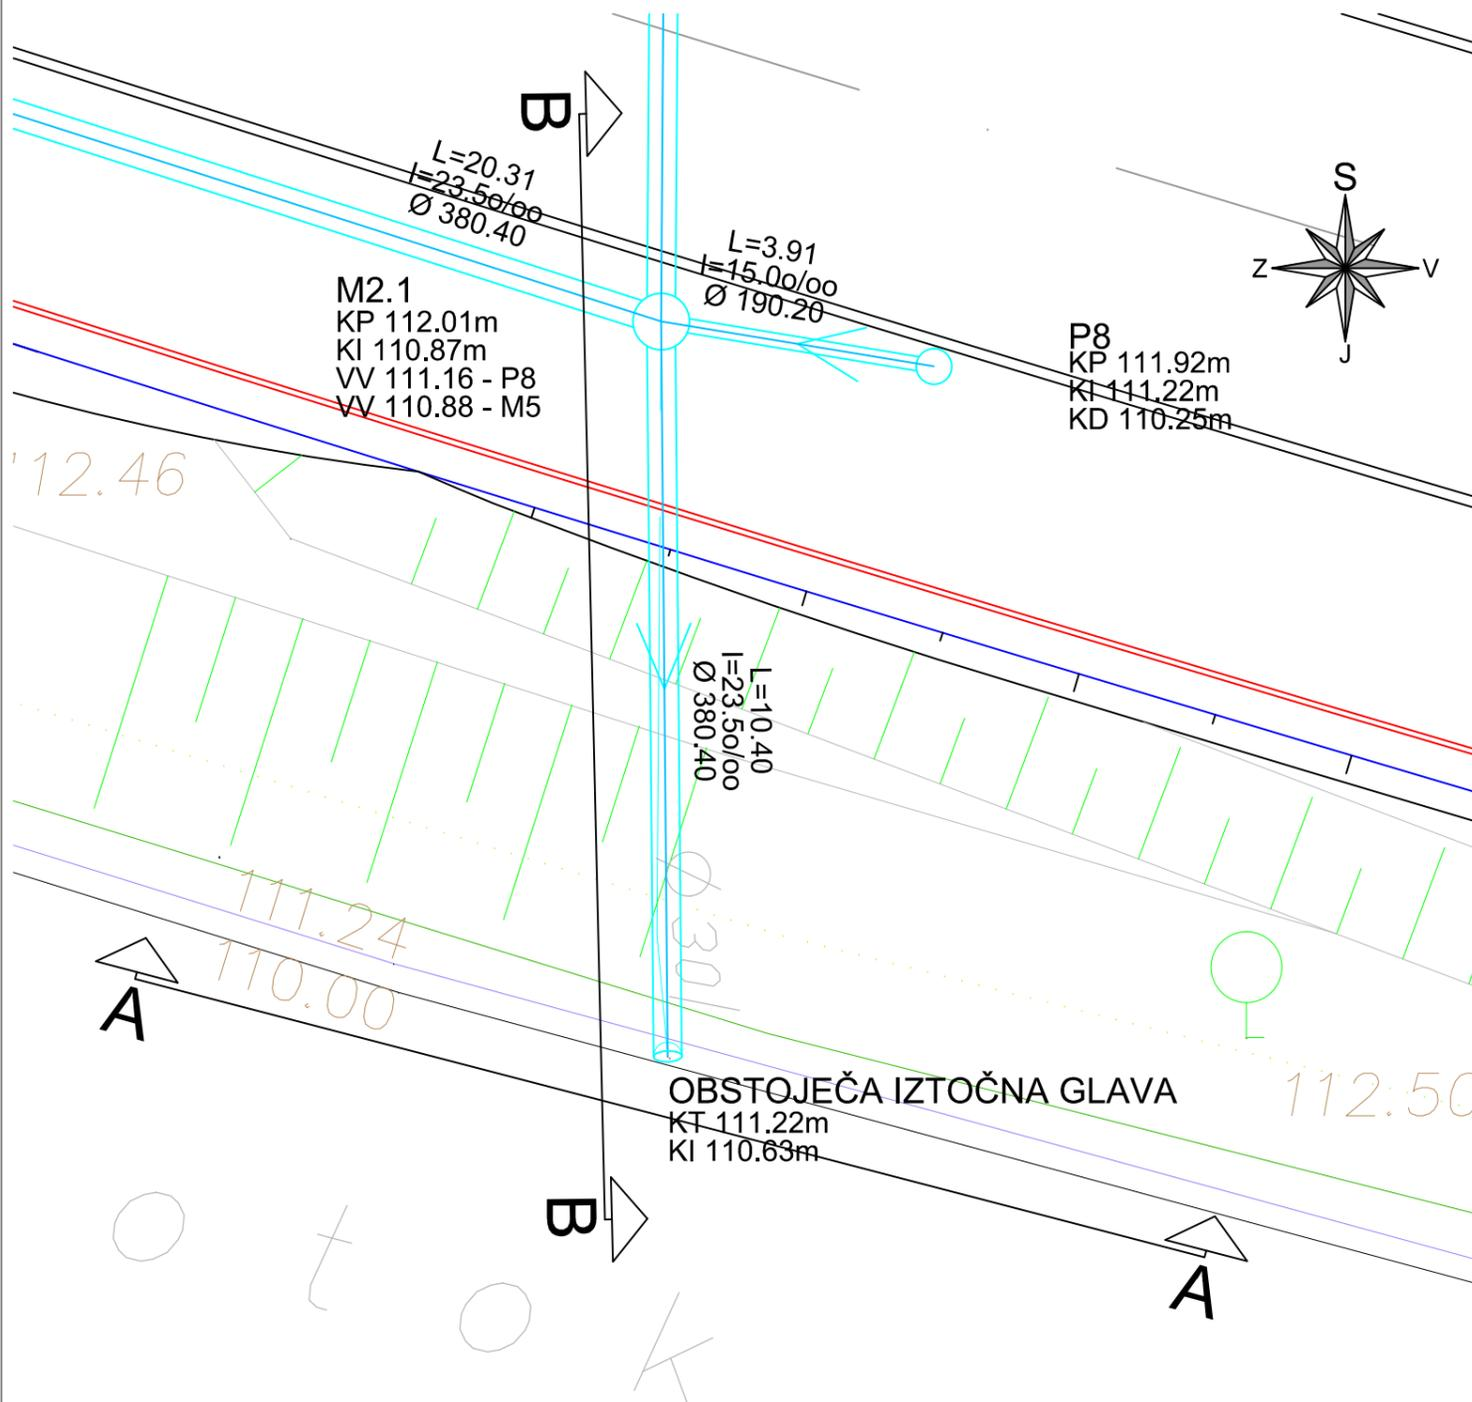 B
L=20.31
I=23.5o/oo
Ø 380.40
L=3.91
I=15.0o/oo
Ø 190.20
S
Z
V
J
M2.1
KP 112.01m
KI 110.87m
VV 111.16 - P8
VV 110.88 - M5
P8
KP 111.92m
KI 111.22m
KD 110.25m
112.46
L=10.40
I=23.5o/oo
Ø 380.40
111.24
110.00
A
OBSTOJEČA IZTOČNA GLAVA
KT 111.22m
KI 110.63m
112.50
B
A
o t o k